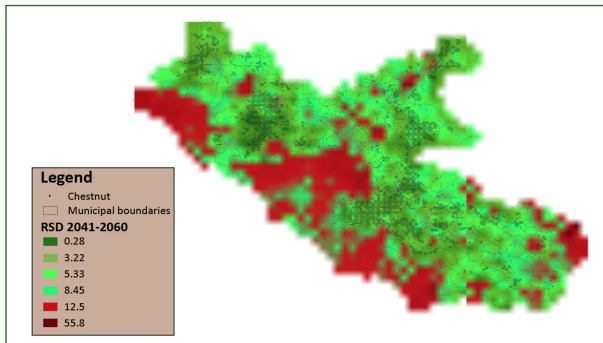 Legend
Chestnut
Municipal boundaries
RSD 2041-2060
0.28
3.22
5.33
8.45
12.5
55.8